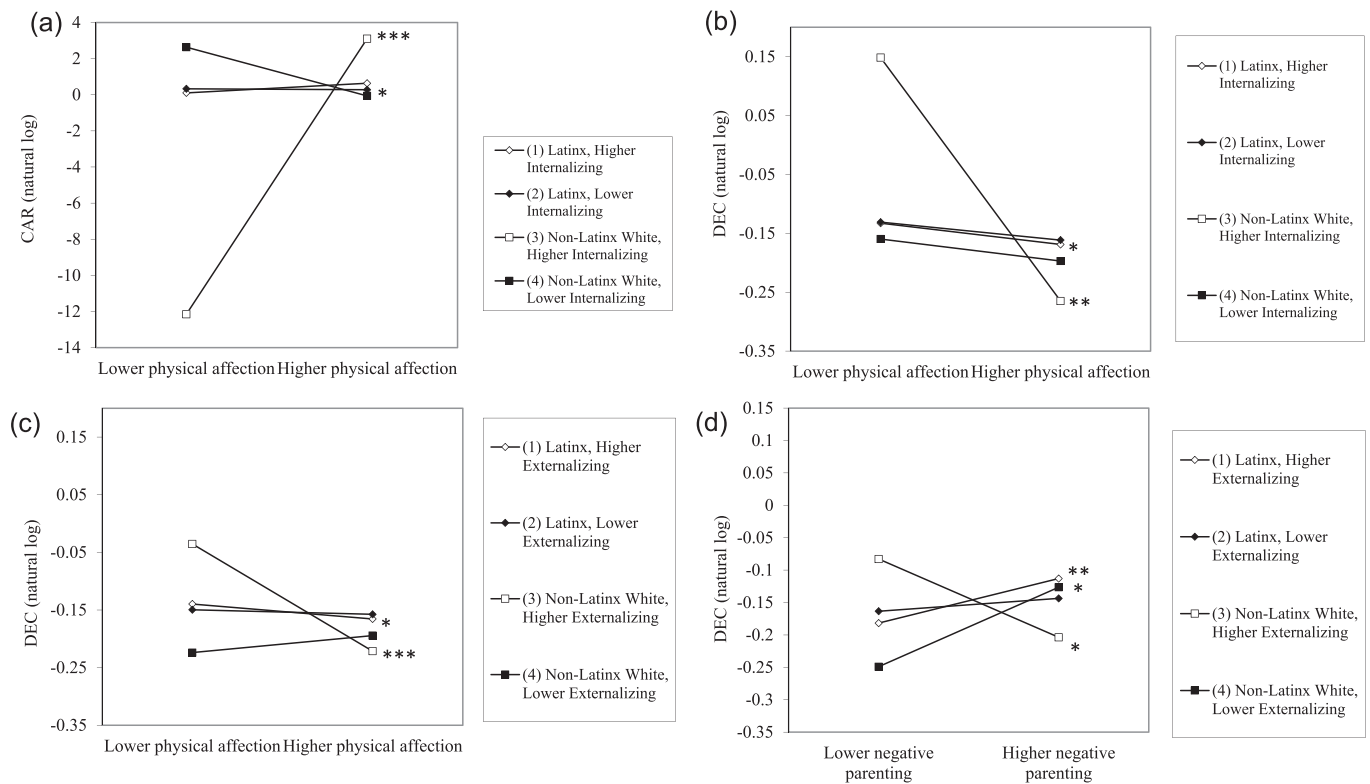 (a)
4
2
0
-2
-4
-6
-8
-10
-12
-14
CAR (natural log)
***
*
Lower physical affection
Higher physical affection
(1) Latinx, Higher
Internalizing
(2) Latinx, Lower
Internalizing
(3) Non-Latinx White,
Higher Internalizing
(4) Non-Latinx White,
Lower Internalizing
(b)
0.15
0.05
-0.05
-0.15
-0.25
-0.35
DEC (natural log)
*
**
Lower physical affection
Higher physical affection
(1) Latinx, Higher
Internalizing
(2) Latinx, Lower
Internalizing
(3) Non-Latinx White,
Higher Internalizing
(4) Non-Latinx White,
Lower Internalizing
(c)
0.15
0.05
-0.05
-0.15
-0.25
-0.35
DEC (natural log)
*
***
Lower physical affection
Higher physical affection
(1) Latinx, Higher
Externalizing
(2) Latinx, Lower
Externalizing
(3) Non-Latinx White,
Higher Externalizing
(4) Non-Latinx White,
Lower Externalizing
(d)
0.15
0.1
0.05
0
-0.05
-0.1
-0.15
-0.2
-0.25
-0.3
-0.35
DEC (natural log)
**
*
*
Lower negative
parenting
Higher negative
parenting
(1) Latinx, Higher
Externalizing
(2) Latinx, Lower
Externalizing
(3) Non-Latinx White,
Higher Externalizing
(4) Non-Latinx White,
Lower Externalizing